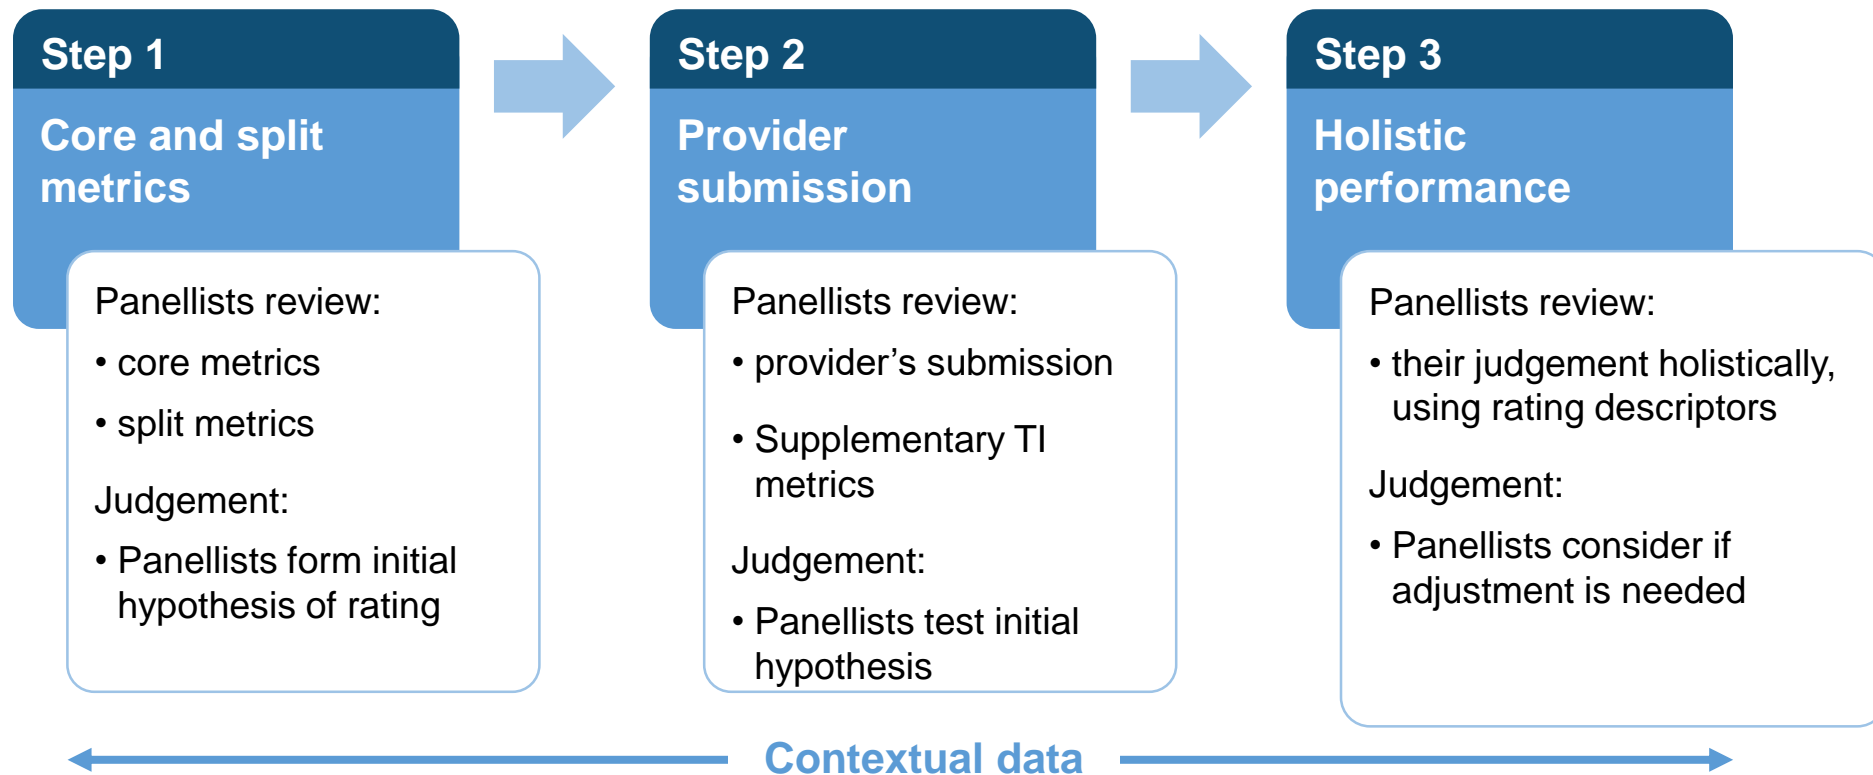 Step 1
Core and split
metrics
Panellists review:
• core metrics
• split metrics
Judgement:
• Panellists form initial
hypothesis of rating
Step 2
Provider
submission
Panellists review:
• provider’s submission
• Supplementary TI
metrics
Judgement:
• Panellists test initial
hypothesis
Step 3
Holistic
performance
Panellists review:
• their judgement holistically,
using rating descriptors
Judgement:
• Panellists consider if
adjustment is needed
Contextual data